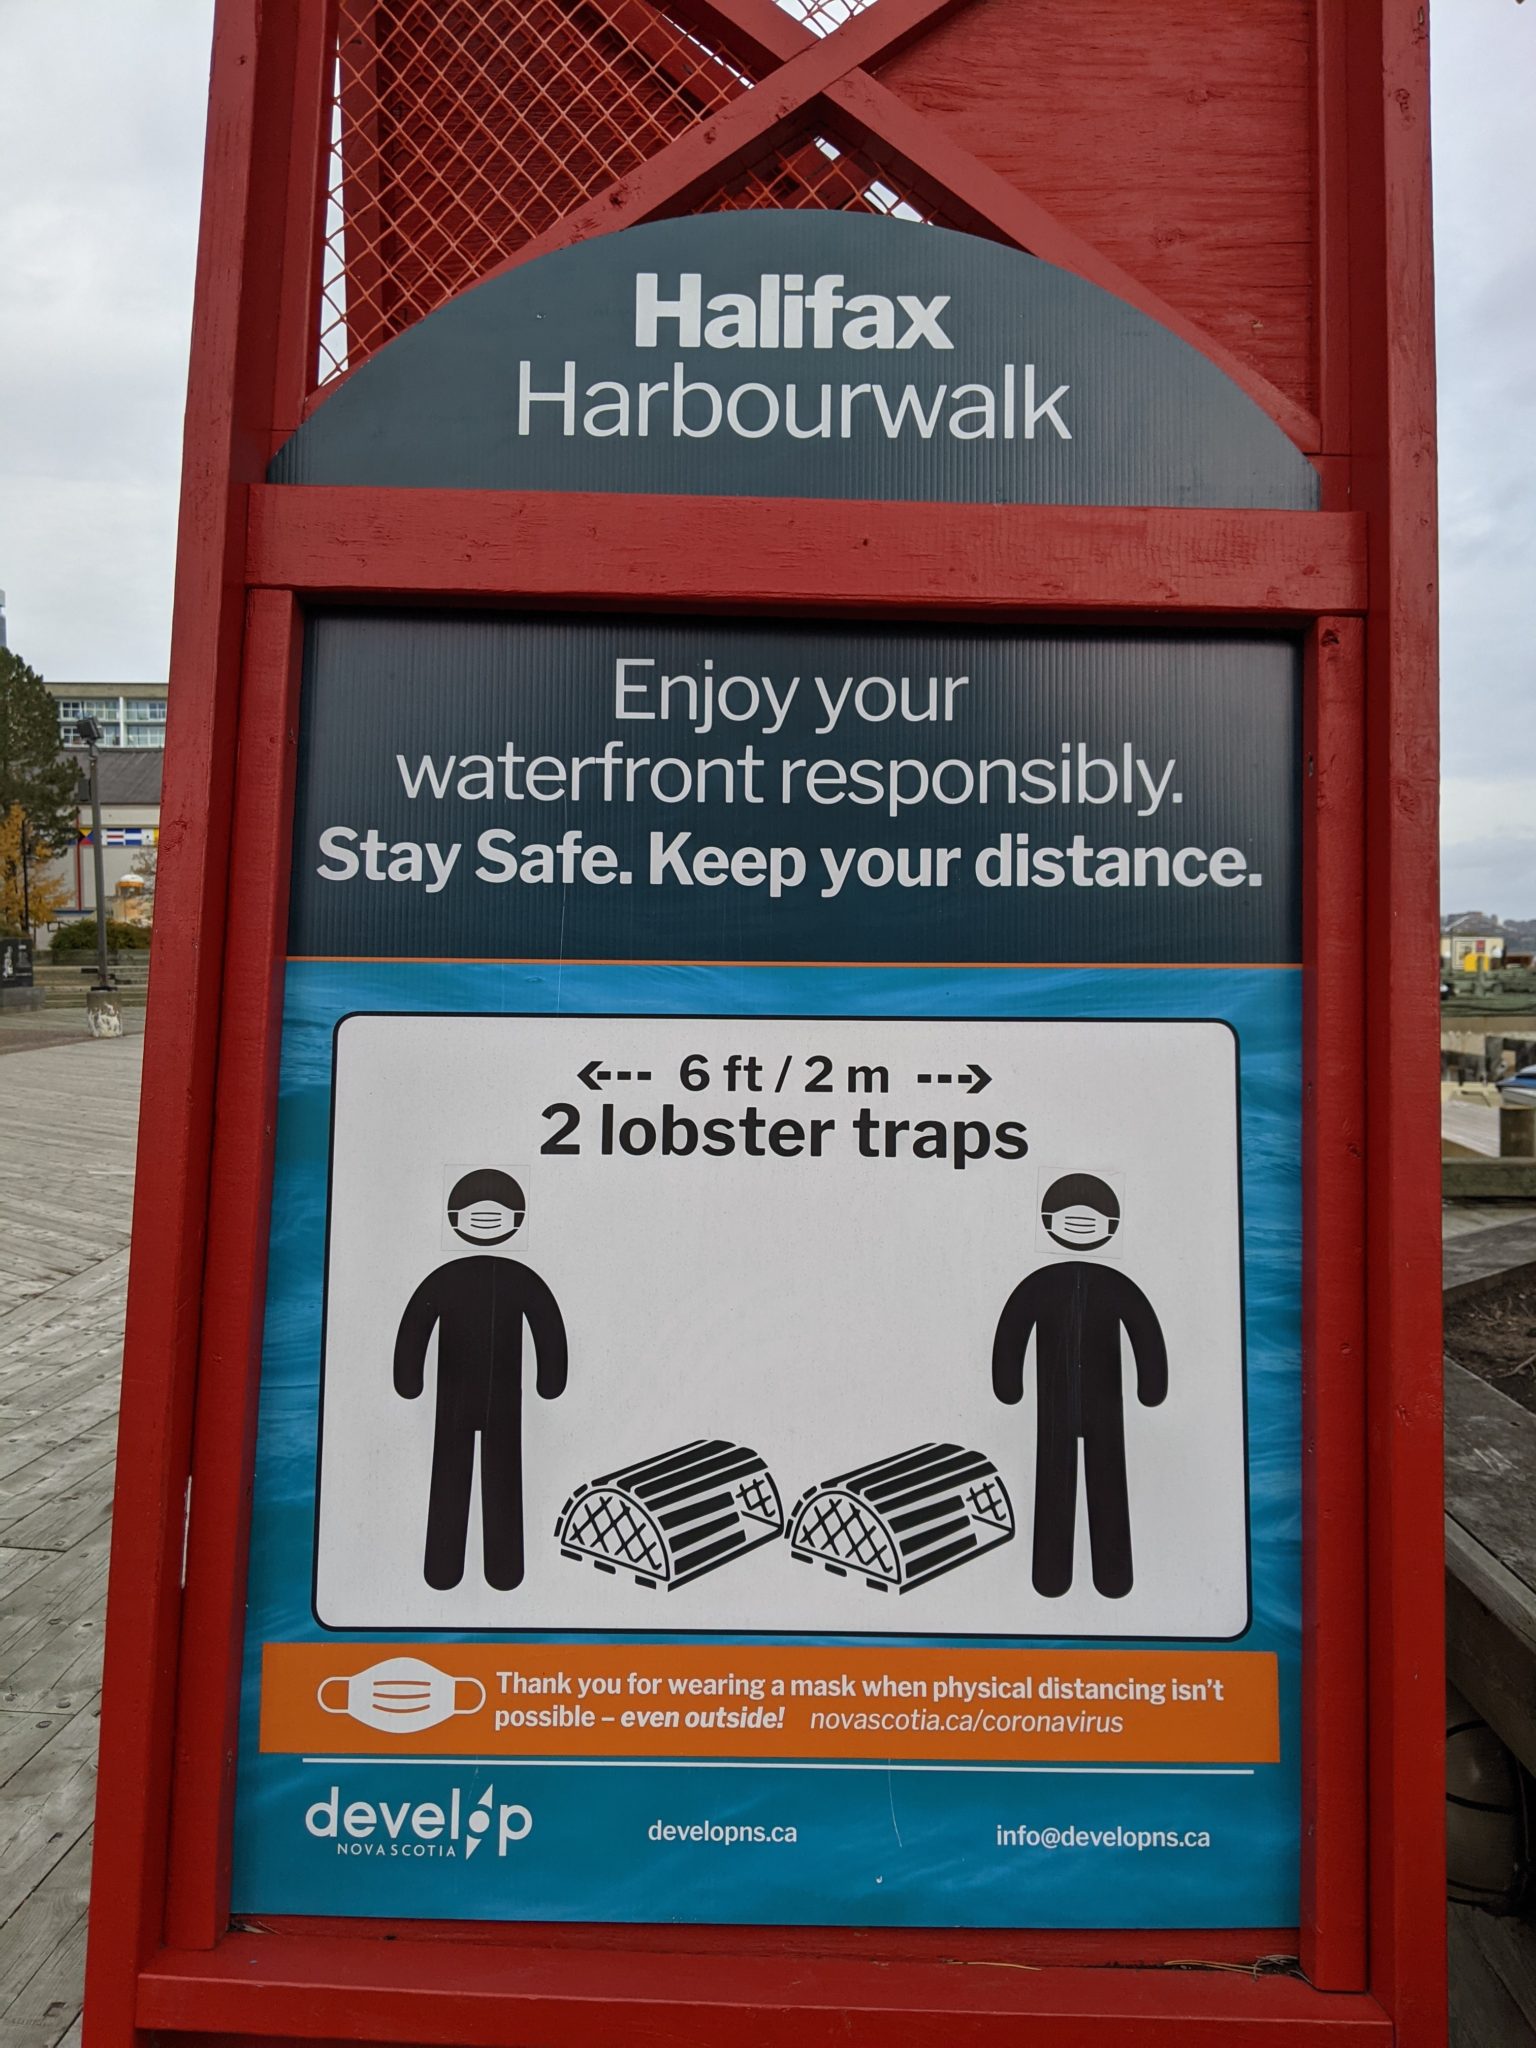 Halifax
Harbourwalk
Enjoy your
waterfront responsibly.
Stay Safe. Keep your distance.
6 ft / 2 m
2 lobster traps
Thank you for wearing a mask when physical distancing isn't
possible – even outside! novascotia.ca/coronavirus
develop
NOVA SCOTIA
developns.ca
info@developns.ca